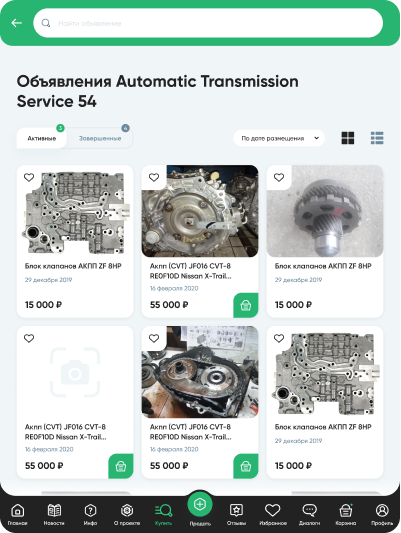 Найти объявление
Объявления Automatic Transmission
Service 54
Активные 5 Завершенные 4 По дате размещения
Блок клапанов АКПП ZF 8HP
29 декабря 2019
15 000 ₽
Акпп (CVT) JF016 CVT-8
RE0F10D Nissan X-Trail...
16 февраля 2020
55 000 ₽
Блок клапанов АКПП ZF 8HP
29 декабря 2019
15 000 ₽
Акпп (CVT) JF016 CVT-8
RE0F10D Nissan X-Trail...
16 февраля 2020
55 000 ₽
Акпп (CVT) JF016 CVT-8
RE0F10D Nissan X-Trail...
16 февраля 2020
55 000 ₽
Блок клапанов АКПП ZF 8HP
29 декабря 2019
15 000 ₽
Главная Новости Инфо О проекте Купить Продать Отзывы Избранное Диалоги Корзина Профиль